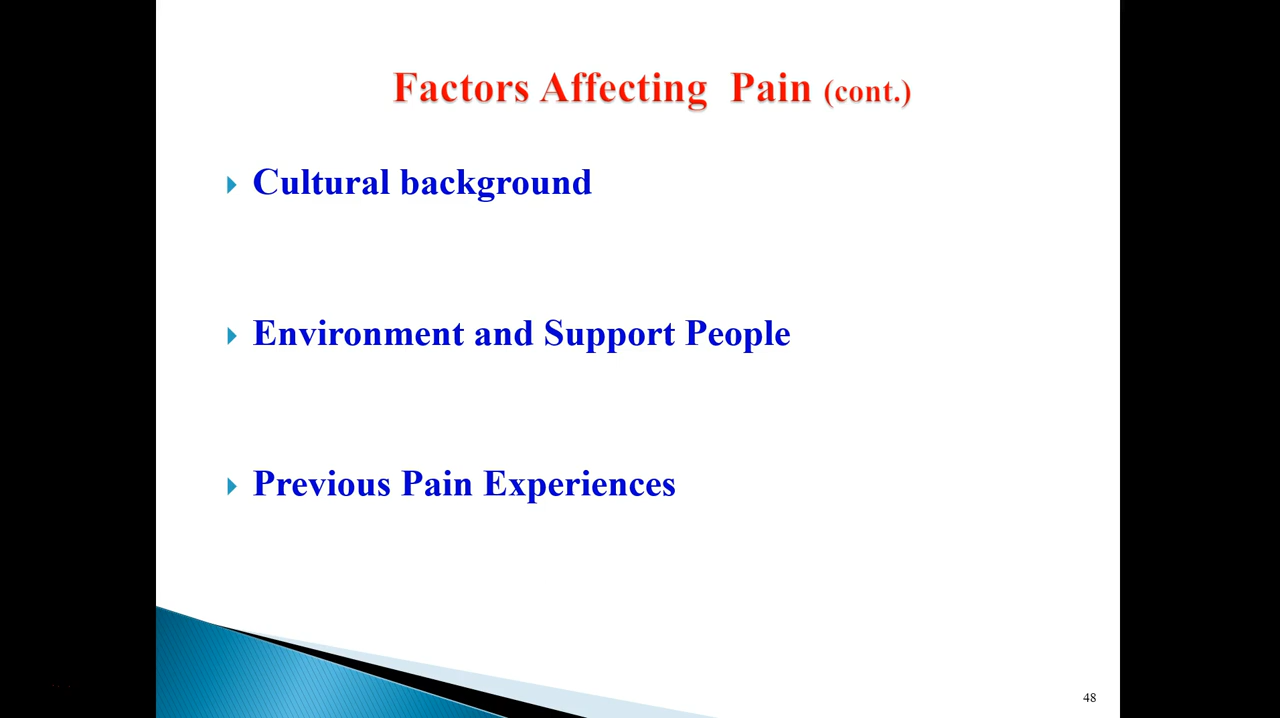 Factors Affecting Pain (cont.)
Cultural background
Environment and Support People
Previous Pain Experiences
48